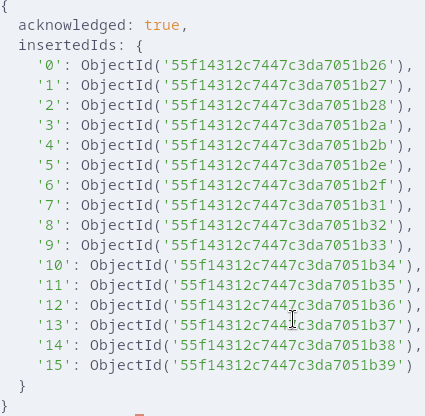 {
  acknowledged: true,
  insertedIds: {
    '0': ObjectId('55f14312c7447c3da7051b26'),
    '1': ObjectId('55f14312c7447c3da7051b27'),
    '2': ObjectId('55f14312c7447c3da7051b28'),
    '3': ObjectId('55f14312c7447c3da7051b2a'),
    '4': ObjectId('55f14312c7447c3da7051b2b'),
    '5': ObjectId('55f14312c7447c3da7051b2e'),
    '6': ObjectId('55f14312c7447c3da7051b2f'),
    '7': ObjectId('55f14312c7447c3da7051b31'),
    '8': ObjectId('55f14312c7447c3da7051b32'),
    '9': ObjectId('55f14312c7447c3da7051b33'),
    '10': ObjectId('55f14312c7447c3da7051b34'),
    '11': ObjectId('55f14312c7447c3da7051b35'),
    '12': ObjectId('55f14312c7447c3da7051b36'),
    '13': ObjectId('55f14312c7447c3da7051b37'),
    '14': ObjectId('55f14312c7447c3da7051b38'),
    '15': ObjectId('55f14312c7447c3da7051b39')
  }
}